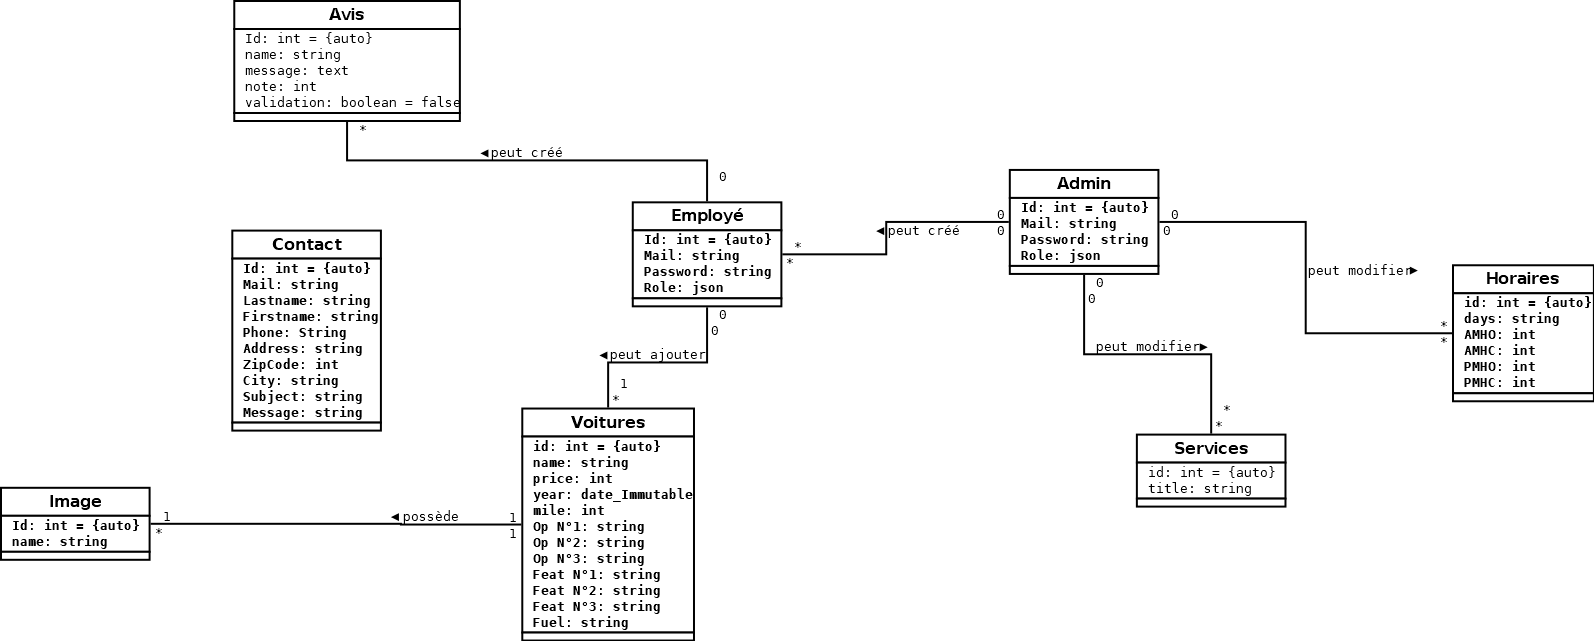 Avis
Id: int = {auto}
name: string
message: text
note: int
validation: boolean = false
*
◄peut créé
0
Employé
Id: int = {auto}
Mail: string
Password: string
Role: json
*
*
◄peut créé
0
0
Admin
Id: int = {auto}
Mail: string
Password: string
Role: json
0
0
peut modifier►
*
*
Horaires
id: int = {auto}
days: string
AMHO: int
AMHC: int
PMHO: int
PMHC: int
0
0
peut modifier►
*
*
Services
id: int = {auto}
title: string
Contact
Id: int = {auto}
Mail: string
Lastname: string
Firstname: string
Phone: String
Address: string
ZipCode: int
City: string
Subject: string
Message: string
0
0
◄peut ajouter
1
*
Voitures
id: int = {auto}
name: string
price: int
year: date_Immutable
mile: int
Op N°1: string
Op N°2: string
Op N°3: string
Feat N°1: string
Feat N°2: string
Feat N°3: string
Fuel: string
1
1
◄possède
1
*
Image
Id: int = {auto}
name: string